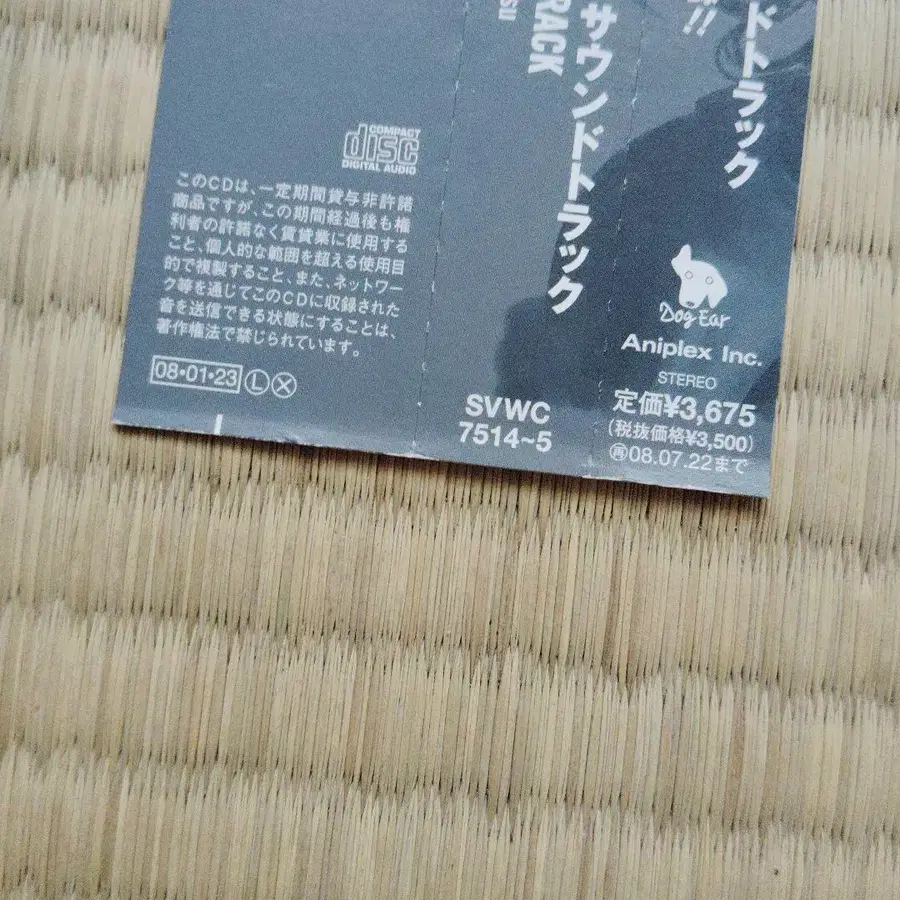 COMPACT
disc
DIGITAL AUDIO
このCDは、一定期間貸与非許諾
商品ですが、この期間経過後も権
利者の許諾なく賃貸業に使用する
こと、個人的な範囲を超える使用目
的で複製すること、また、ネットワー
ク等を通じてこのCDに収録された
音を送信できる状態にすることは、
著作権法で禁じられています。
08・01・23 L X
サウンドトラック
RACK
SU
SVWC
7514~5
ドトラック
!!
Dog Ear
Aniplex Inc.
STEREO
定価¥3,675
(税抜価格¥3,500)
再08.07.22まで